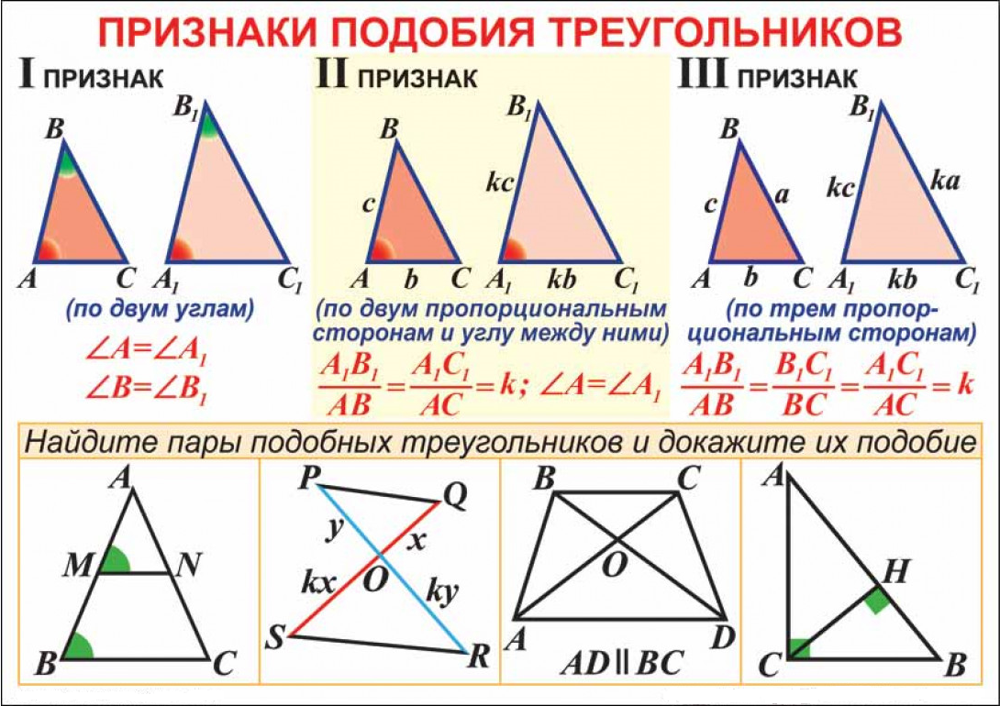 ПРИЗНАКИ ПОДОБИЯ ТРЕУГОЛЬНИКОВ
I ПРИЗНАК
B
B₁
A
C
A₁
C₁
(по двум углам)
∠A=∠A₁
∠B=∠B₁
II ПРИЗНАК
B
B₁
c
kc
A
b
C
A₁
kb
C₁
(по двум пропорциональным
сторонам и углу между ними)
A₁B₁/AB = A₁C₁/AC = k; ∠A=∠A₁
III ПРИЗНАК
B
B₁
c
a
kc
ka
A
b
C
A₁
kb
C₁
(по трем пропор-
циональным сторонам)
A₁B₁/AB = B₁C₁/BC = A₁C₁/AC = k
Найдите пары подобных треугольников и докажите их подобие
A
M
N
B
C
P
Q
y
x
kx
O
ky
S
R
B
C
O
A
D
AD∥BC
A
H
C
B